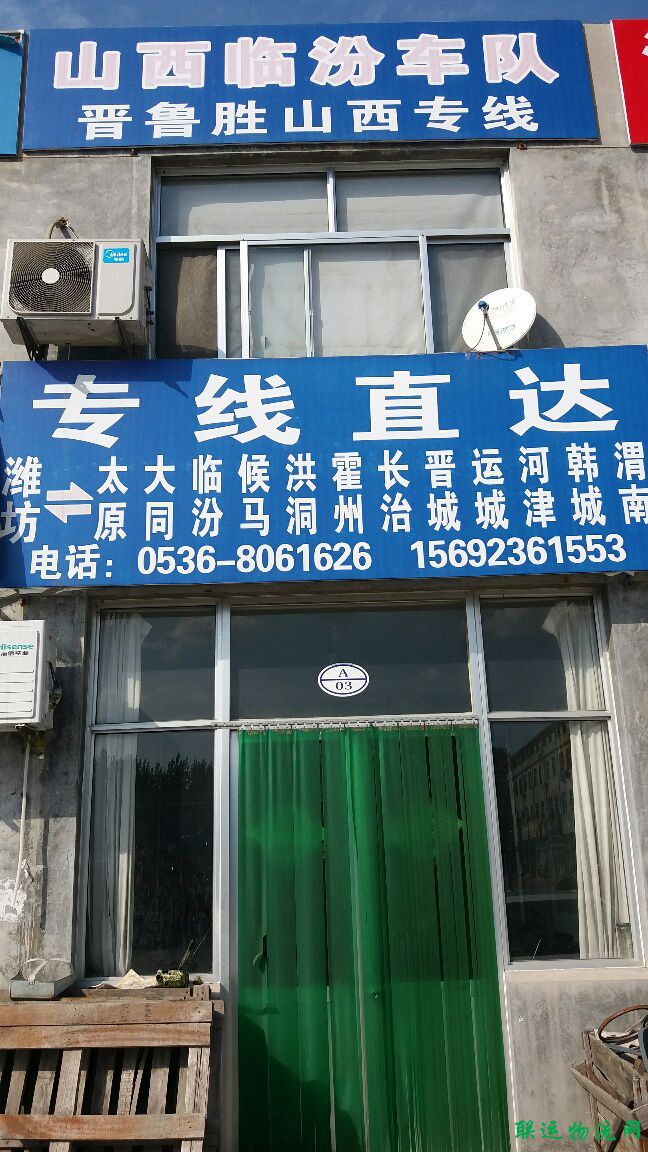 山西临汾车队
晋鲁胜山西专线
Midea
专线直达
潍坊⇌太原 大同 临汾 候马 洪洞 霍州 长治 晋城 运城 河津 韩城 渭南
电话：0536-8061626 15692361553
Hisense
A
03
联运物流网